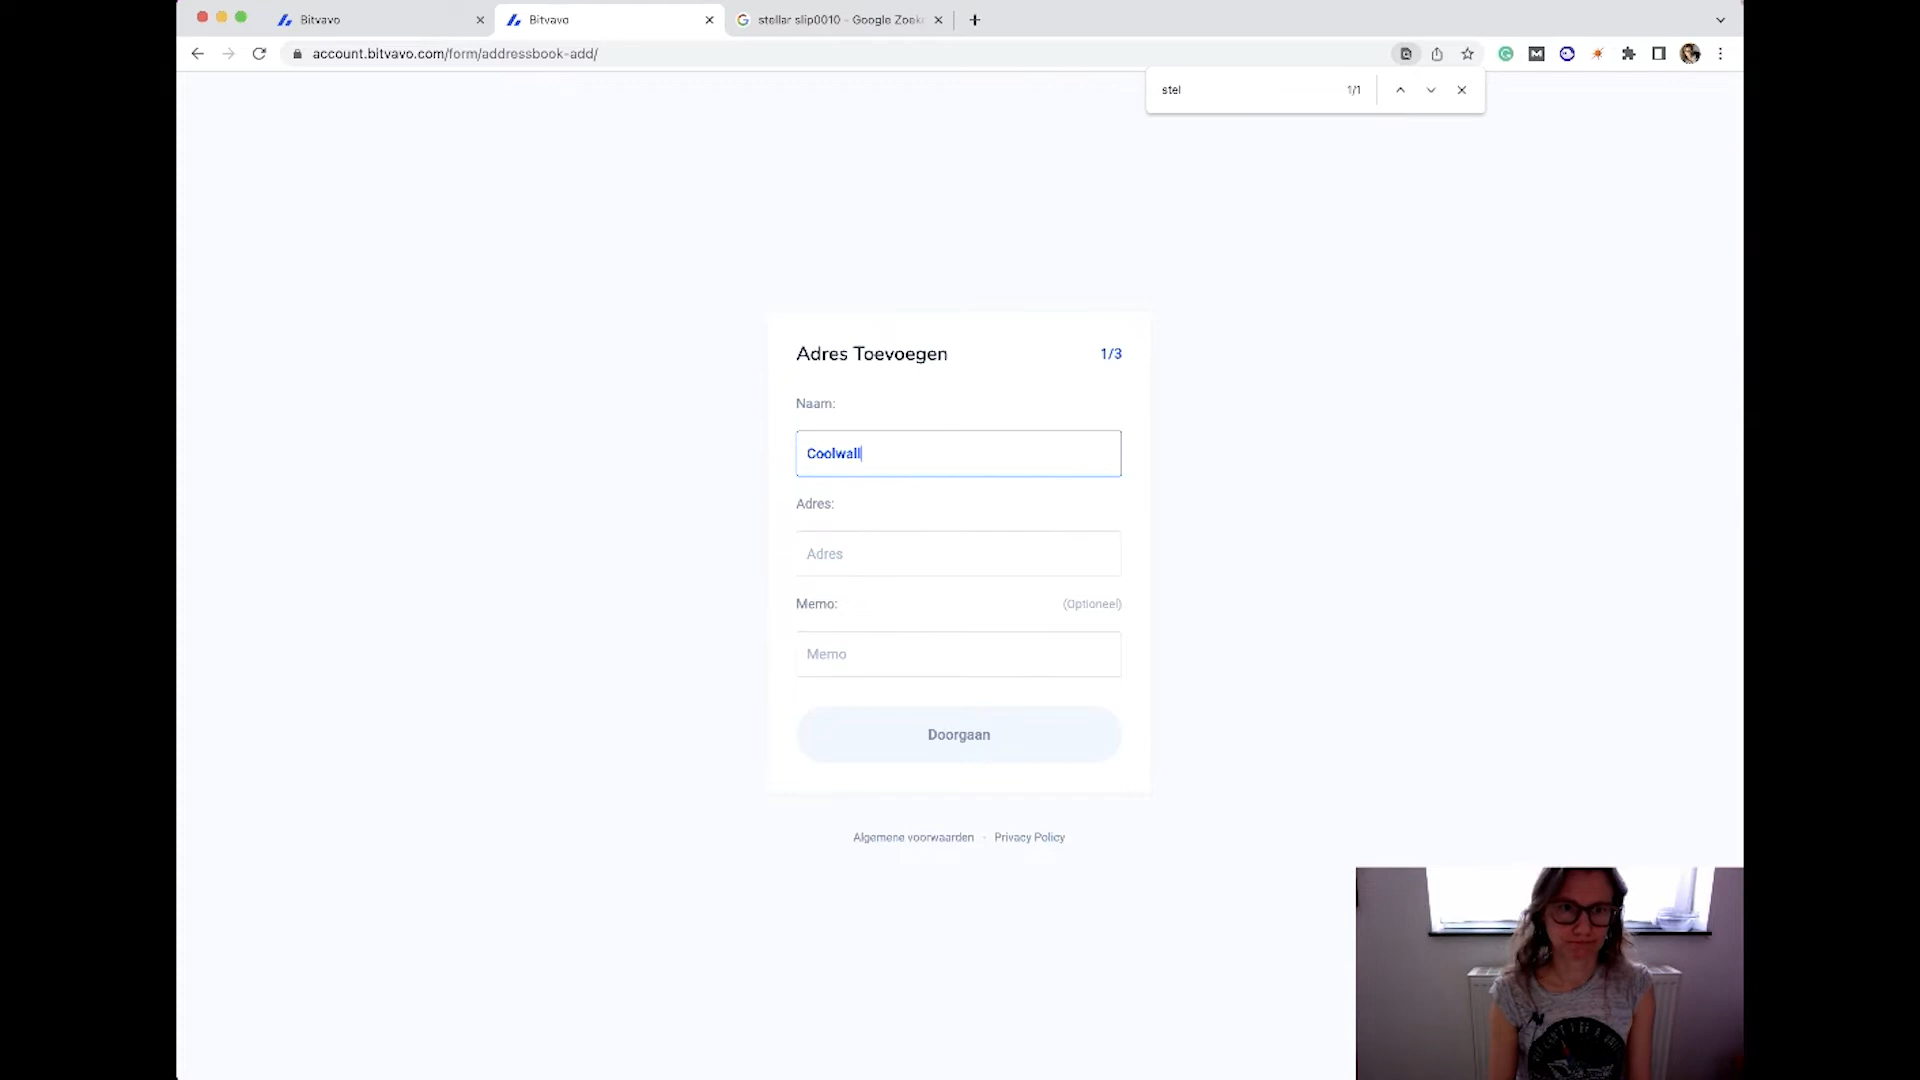 Bitvavo
Bitvavo
stellar slip0010 - Google Zoek
account.bitvavo.com/form/addressbook-add/
stel
1/1
Adres Toevoegen
1/3
Naam:
Coolwall
Adres:
Adres
Memo:
(Optioneel)
Memo
Doorgaan
Algemene voorwaarden - Privacy Policy